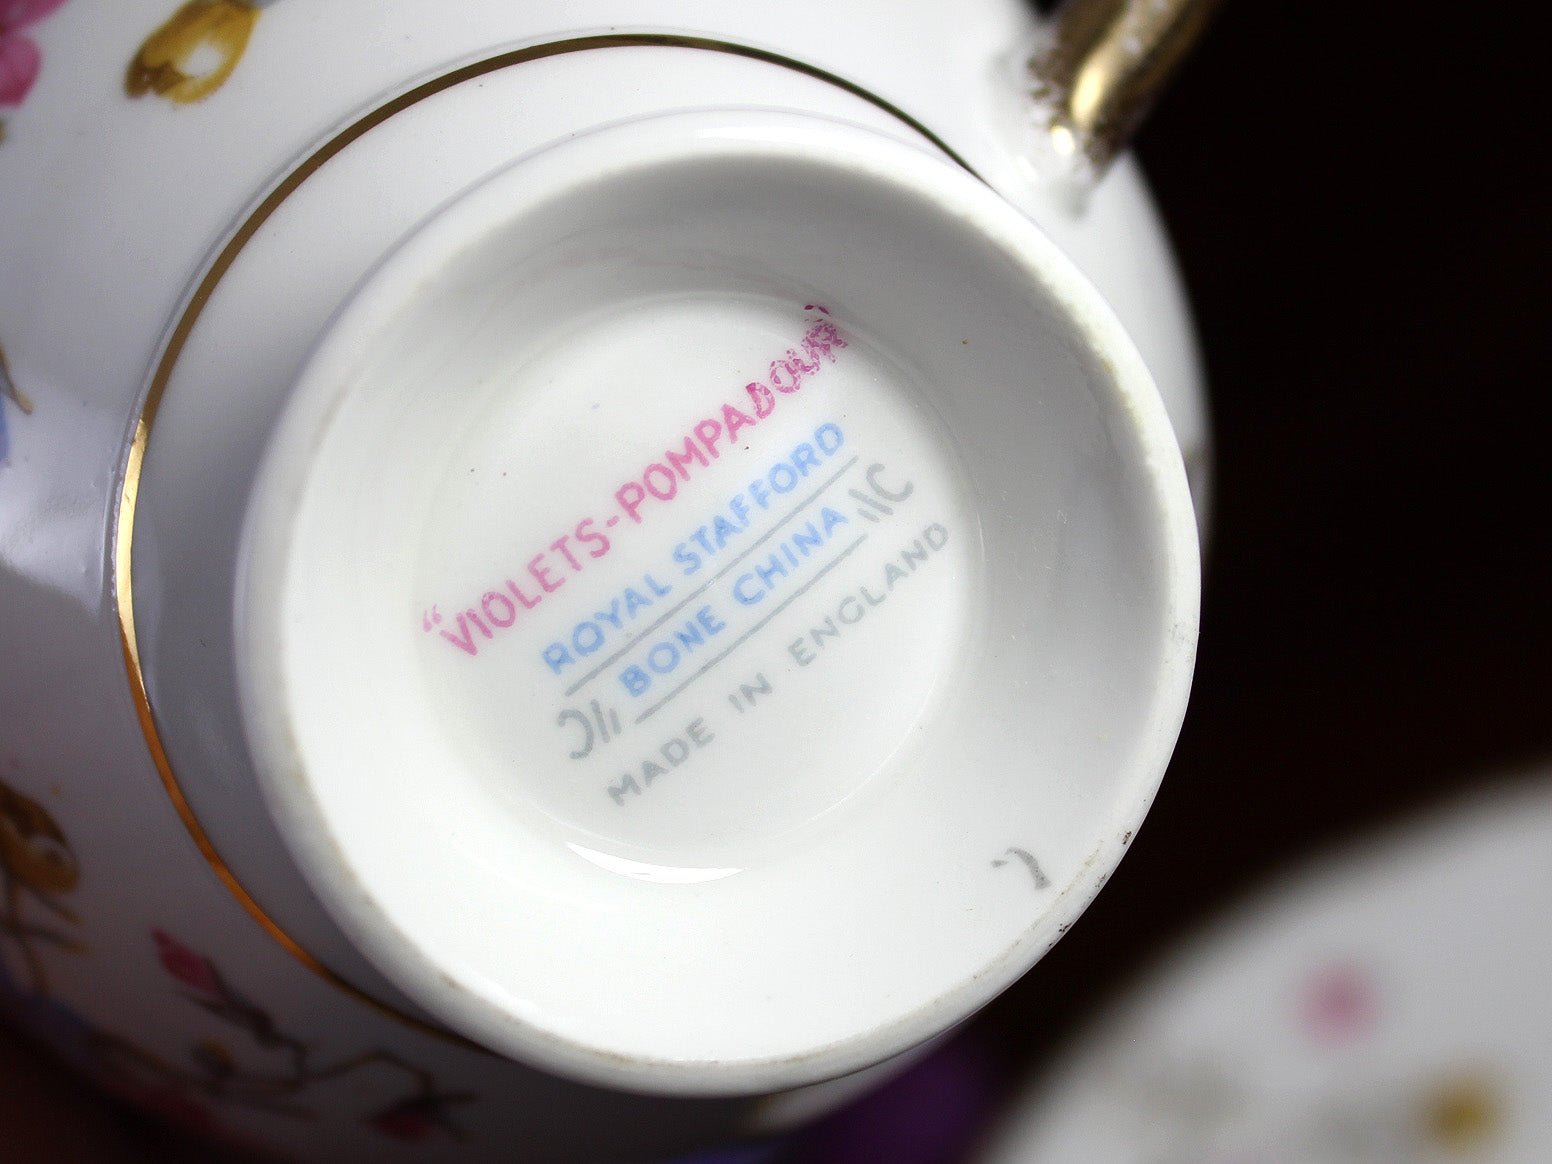 "VIOLETS-POMPADOUR"
ROYAL STAFFORD
BONE CHINA
MADE IN ENGLAND